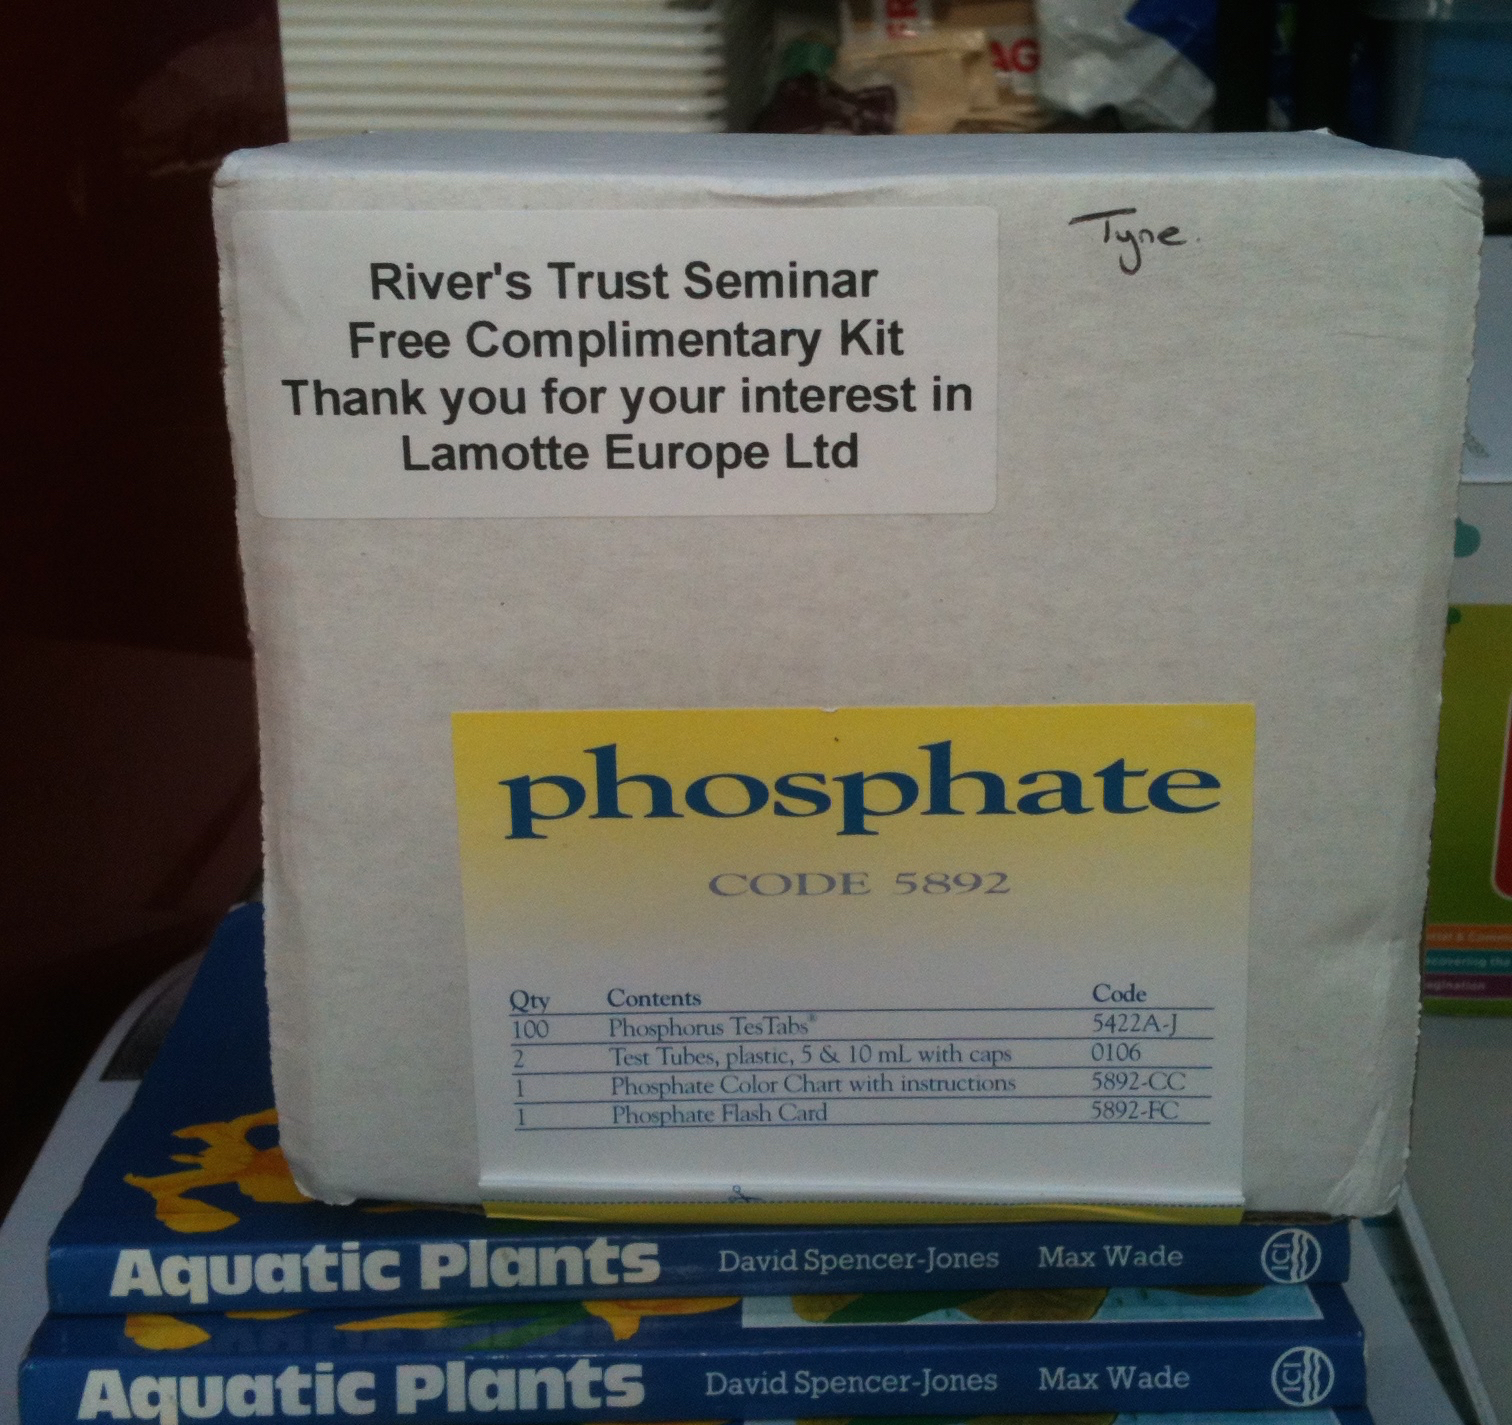 AG
River's Trust Seminar
Free Complimentary Kit
Thank you for your interest in
Lamotte Europe Ltd
Tyne.
phosphate
CODE 5892
Qty Contents Code
100 Phosphorus TesTabs® 5422A-J
2 Test Tubes, plastic, 5 & 10 mL with caps 0106
1 Phosphate Color Chart with instructions 5892-CC
1 Phosphate Flash Card 5892-FC
Aquatic Plants David Spencer-Jones Max Wade ICI
Aquatic Plants David Spencer-Jones Max Wade ICI